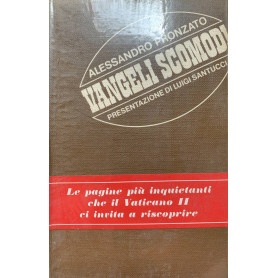 ALESSANDRO PRONZATO
VANGELI SCOMODI
PRESENTAZIONE DI LUIGI SANTUCCI
Le pagine più inquietanti
che il Vaticano II
ci invita a riscoprire